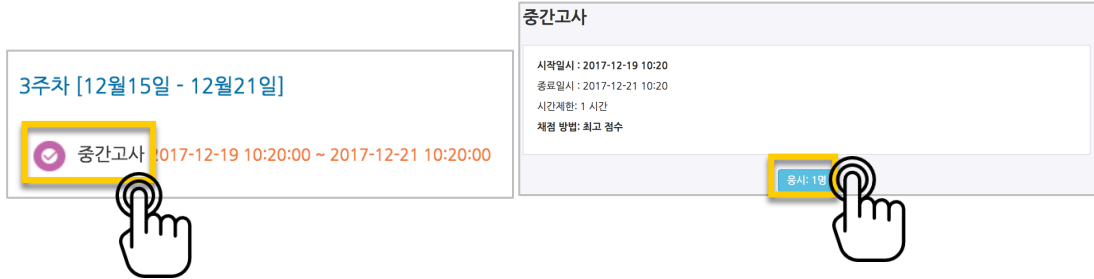 3주차 [12월15일 - 12월21일]
중간고사 2017-12-19 10:20:00 ~ 2017-12-21 10:20:00
중간고사
시작일시 : 2017-12-19 10:20
종료일시 : 2017-12-21 10:20
시간제한: 1 시간
채점 방법: 최고 점수
응시: 1명